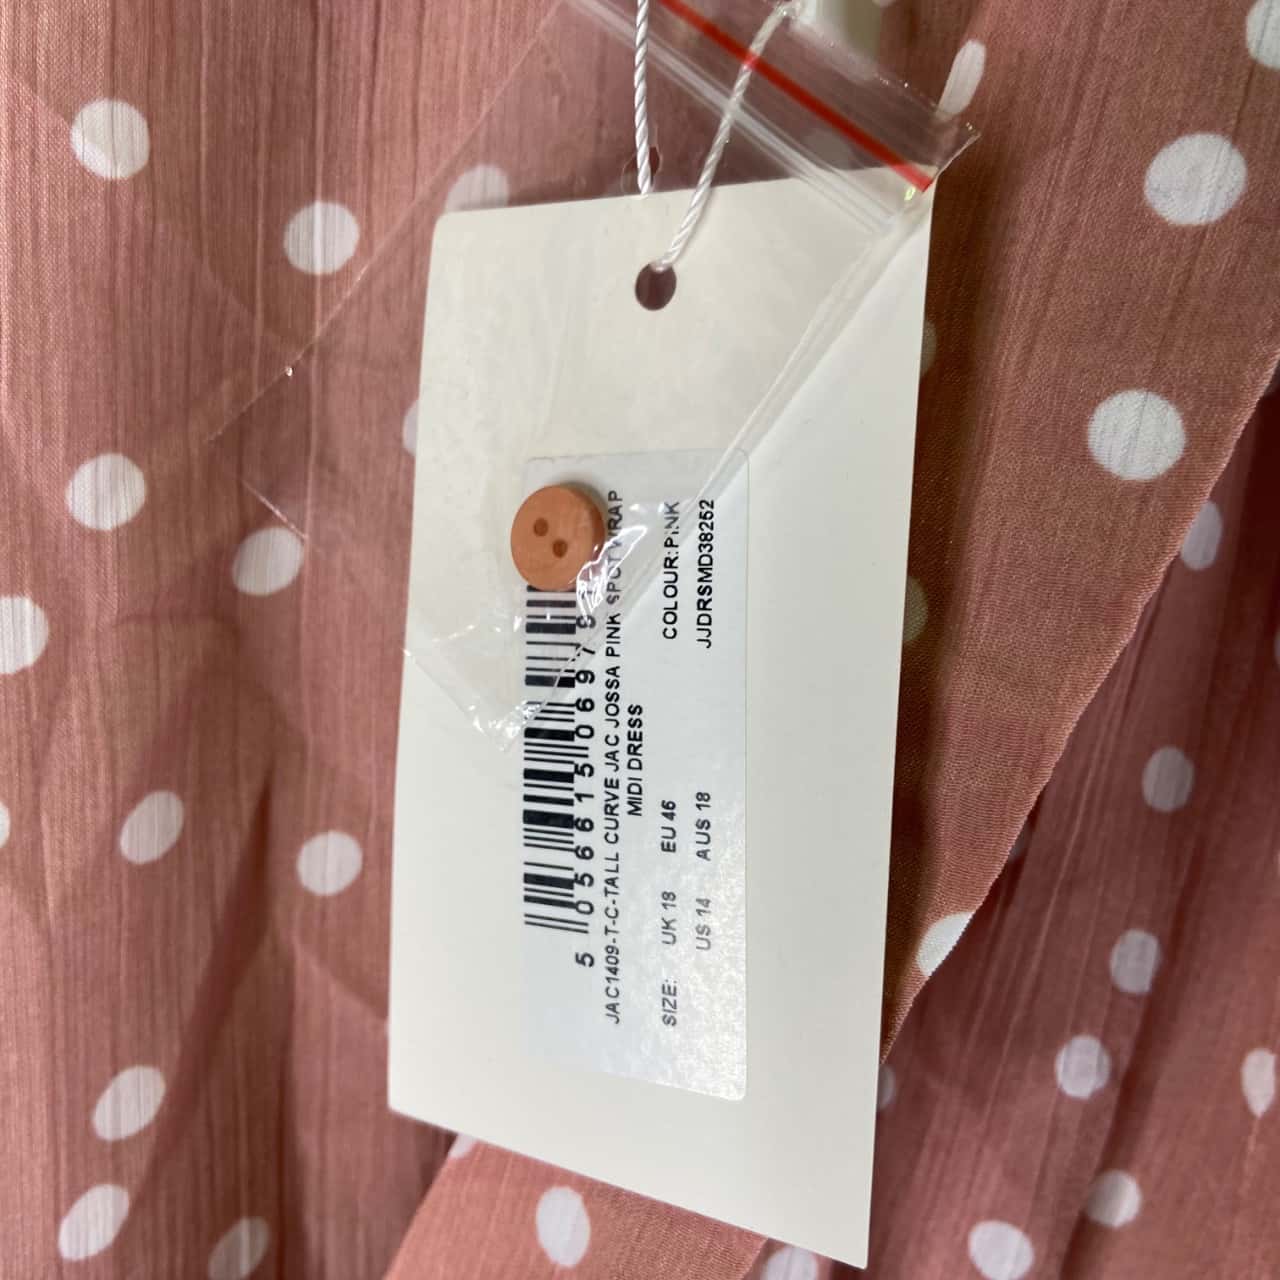 5 056615 0697
JAC1409-T-C-TALL CURVE JAC JOSSA PINK SPOT WRAP
MIDI DRESS
SIZE: UK 18 EU 46 COLOUR:PINK
US 14 AUS 18 JJDRSMD38252